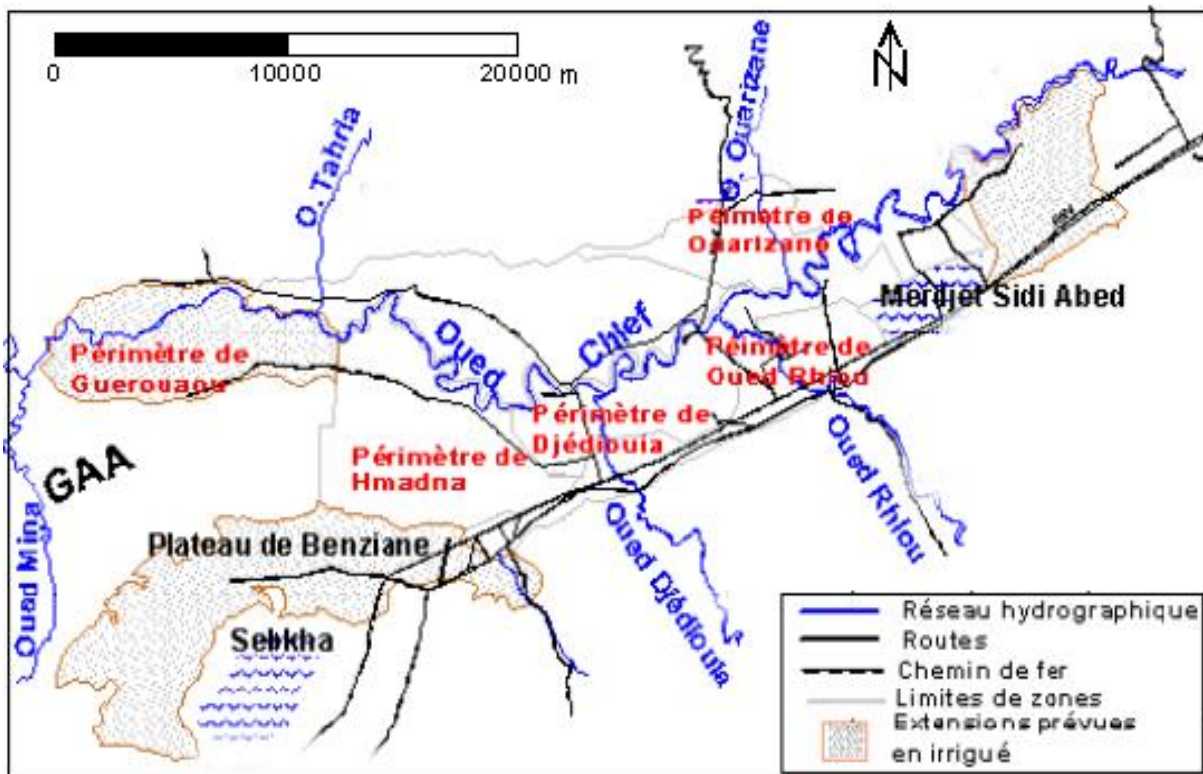 0 10000 20000 m
N
O. Tahria
O. Ouarizane
Périmètre de
Ouarizane
RN
Merdjet Sidi Abed
Oued
Chlef
Périmètre de
Guerouaou
Périmètre de
Oued Rhiou
Périmètre de
Djédiouia
Périmètre de
Hmadna
GAA
Ouad Mina
Oued Rhiou
Oued Djédiouia
Plateau de Benziane
Sebkha
Réseau hydrographique
Routes
Chemin de fer
Limites de zones
Extensions prévues
en irrigué